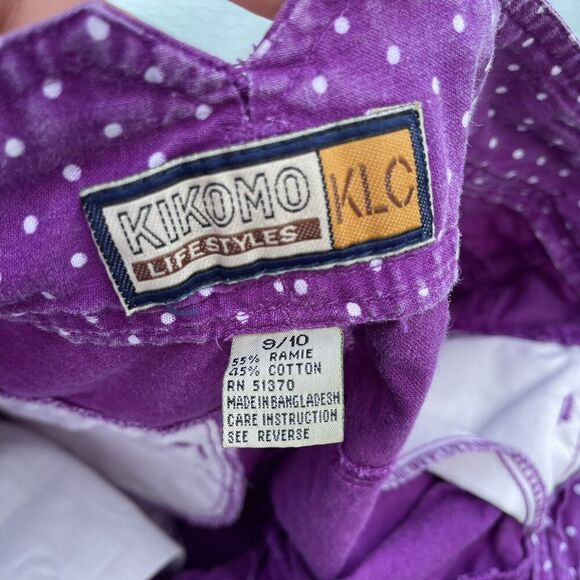 KIKOMO
LIFESTYLES
KLC
9/10
55% RAMIE
45% COTTON
RN 51370
MADE IN BANGLADESH
CARE INSTRUCTION
SEE REVERSE